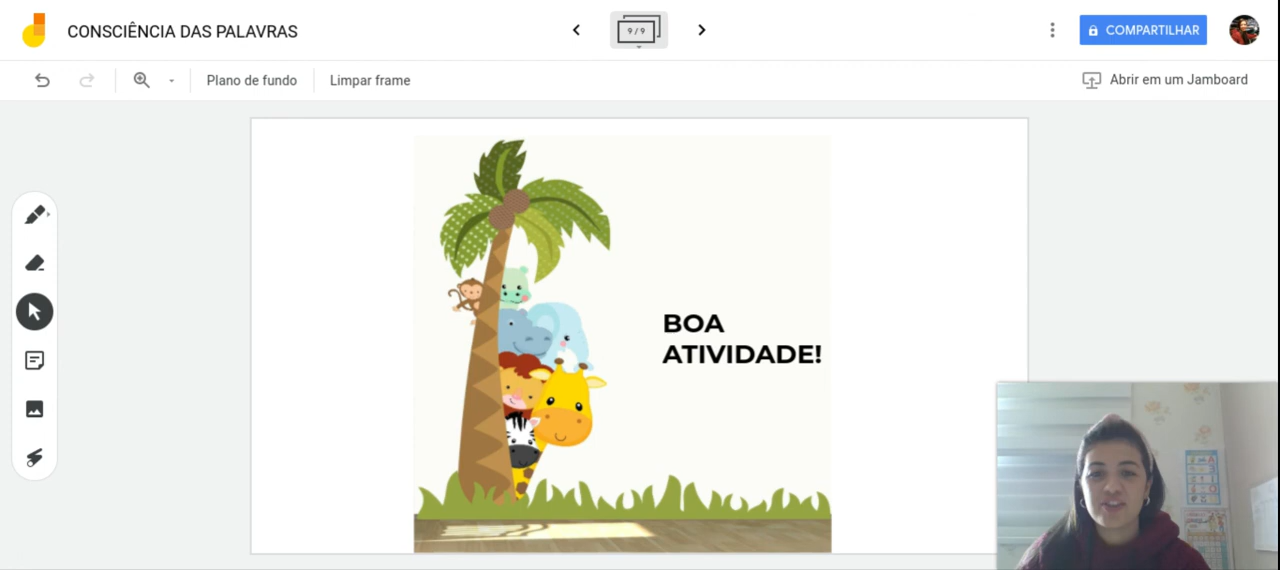 CONSCIÊNCIA DAS PALAVRAS
9 / 9
COMPARTILHAR
Plano de fundo
Limpar frame
Abrir em um Jamboard
BOA
ATIVIDADE!